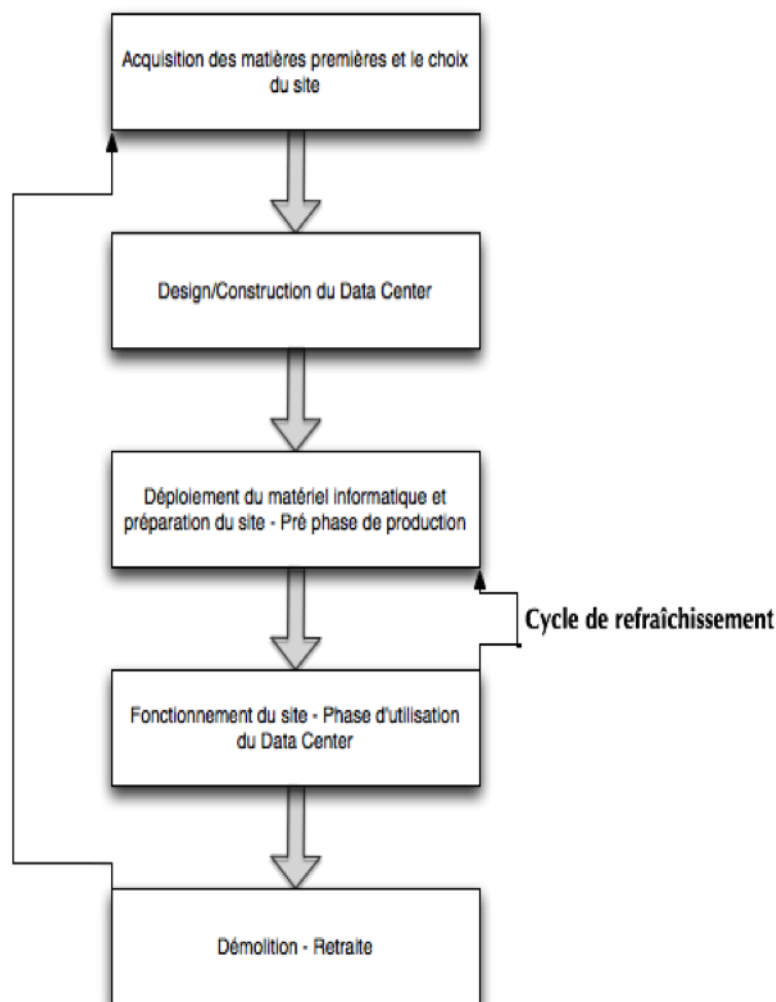 Acquisition des matières premières et le choix
du site
Design/Construction du Data Center
Déploiement du matériel informatique et
préparation du site - Pré phase de production
Cycle de refraîchissement
Fonctionnement du site - Phase d'utilisation
du Data Center
Démolition - Retraite